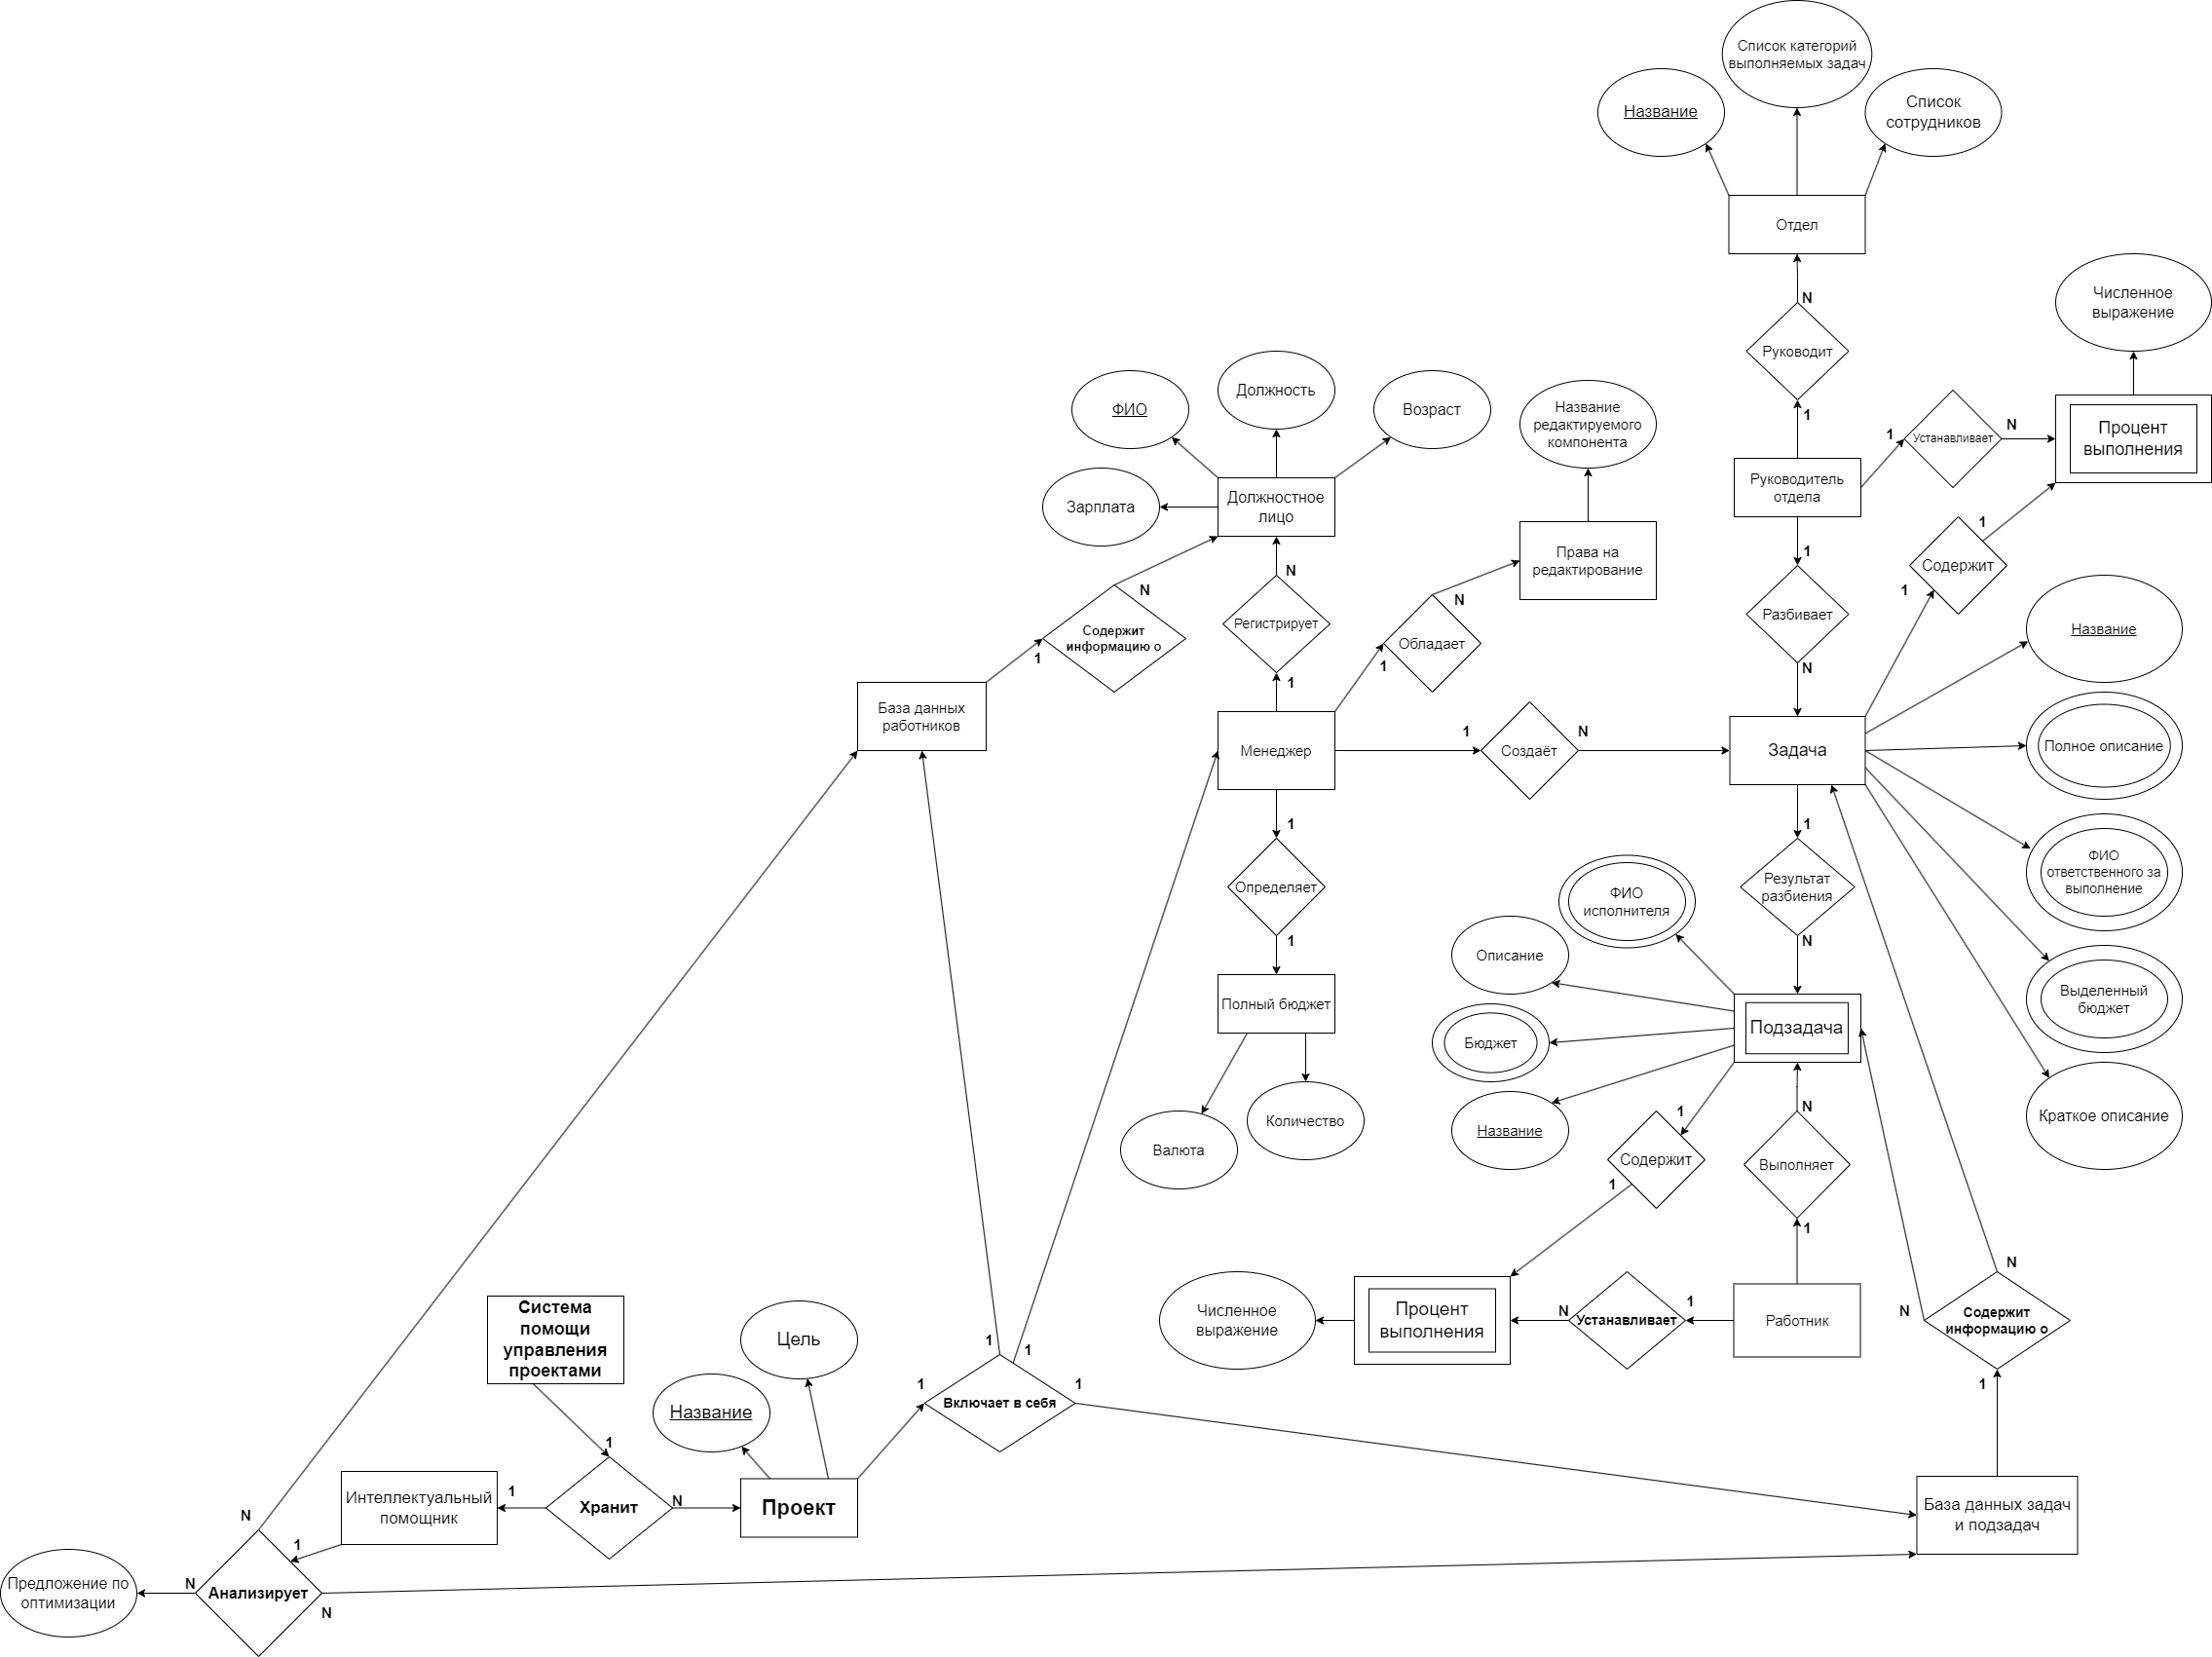 Список категорий
выполняемых задач
Название
Список
сотрудников
Отдел
Численное
выражение
N
Руководит
1
ФИО
Должность
Возраст
Название
редактируемого
компонента
1
Устанавливает
N
Процент
выполнения
Зарплата
Должностное
лицо
Руководитель
отдела
Права на
редактирование
1
1
Содержит
N
N
N
1
Содержит
информацию о
1
Регистрирует
Обладает
1
Разбивает
N
Название
1
База данных
работников
Менеджер
1
Создаёт
N
Задача
Полное описание
1
1
Определяет
1
Результат
разбиения
N
ФИО
ответственного за
выполнение
ФИО
исполнителя
Описание
Бюджет
Название
Полный бюджет
Подзадача
Выделенный
бюджет
Валюта
Количество
1
Содержит
1
N
Выполняет
1
Краткое описание
Численное
выражение
Процент
выполнения
N
Устанавливает
1
Работник
N
N
Содержит
информацию о
1
Система
помощи
управления
проектами
Цель
Название
1
1
1
Включает в себя
1
1
Интеллектуальный
помощник
1
Хранит
N
Проект
База данных задач
и подзадач
N
1
Предложение по
оптимизации
N
Анализирует
N